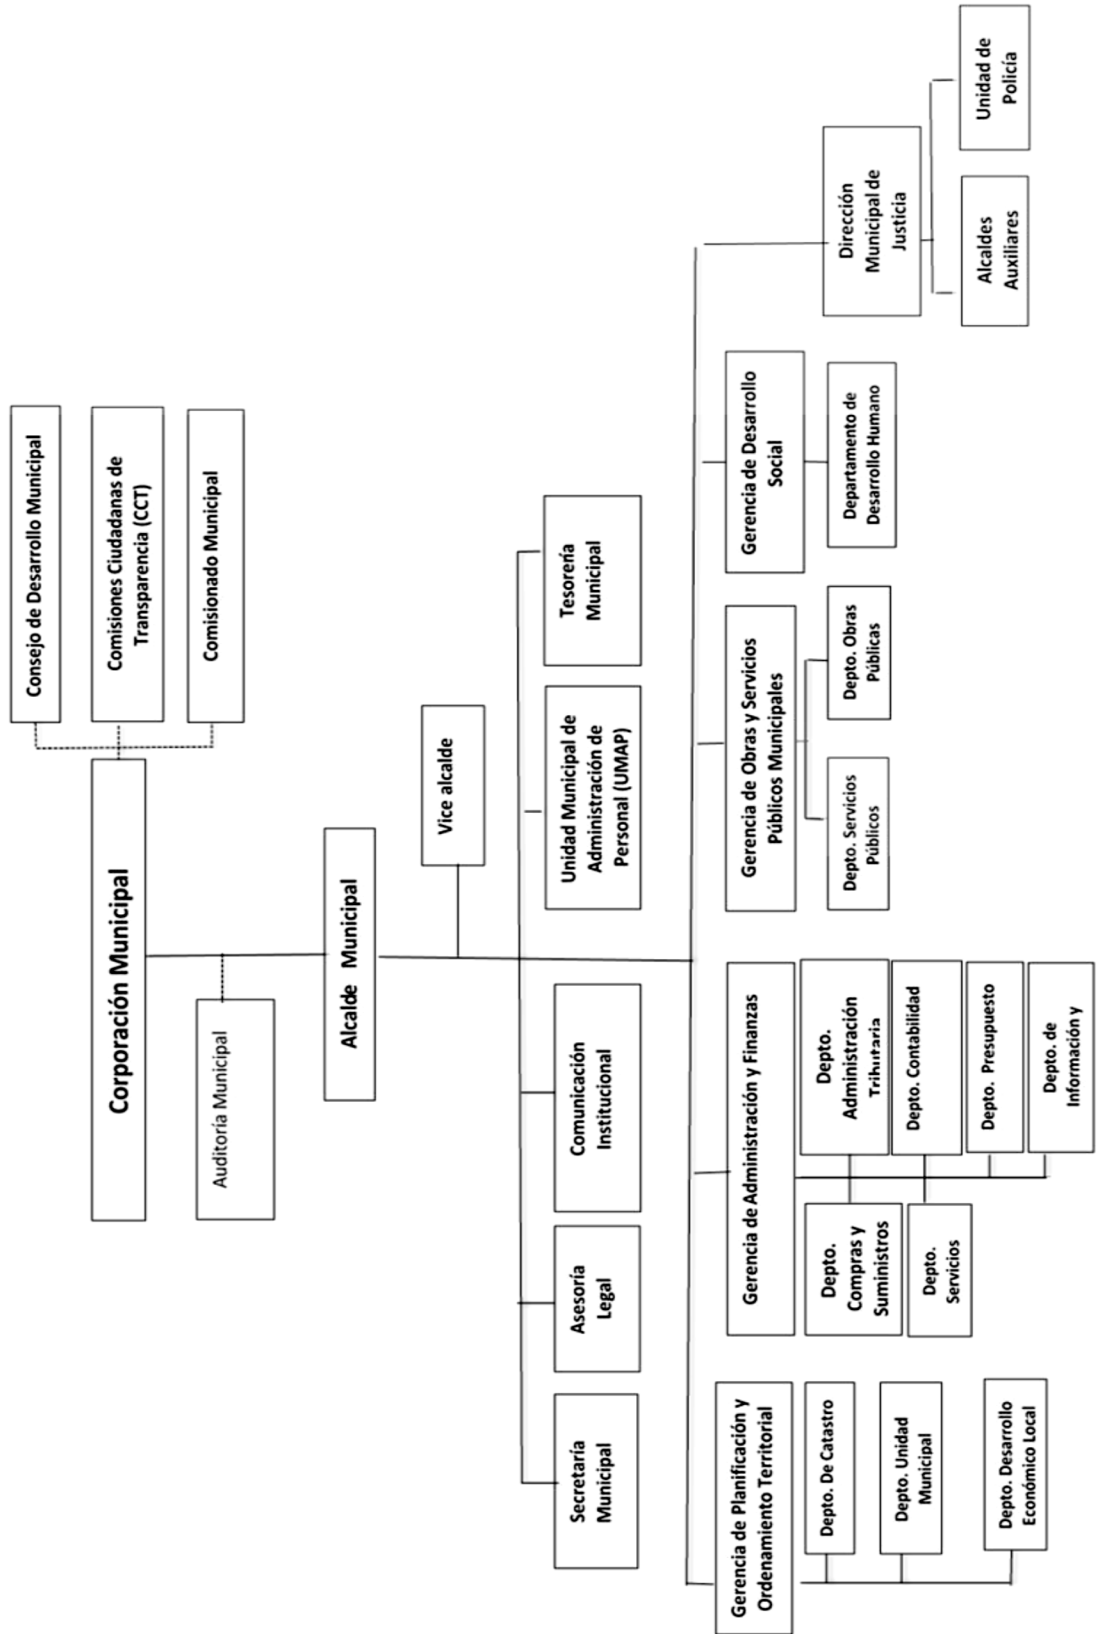 Consejo de Desarrollo Municipal
Comisiones Ciudadanas de
Transparencia (CCT)
Comisionado Municipal
Corporación Municipal
Auditoría Municipal
Alcalde Municipal
Vice alcalde
Secretaría
Municipal
Asesoría
Legal
Comunicación
Institucional
Unidad Municipal de
Administración de
Personal (UMAP)
Tesorería
Municipal
Gerencia de Planificación y
Ordenamiento Territorial
Depto. De Catastro
Depto. Unidad
Municipal
Depto. Desarrollo
Económico Local
Gerencia de Administración y Finanzas
Depto.
Compras y
Suministros
Depto.
Servicios
Depto.
Administración
Tributaria
Depto. Contabilidad
Depto. Presupuesto
Depto. de
Información y
Gerencia de Obras y Servicios
Públicos Municipales
Depto. Servicios
Públicos
Depto. Obras
Públicas
Gerencia de Desarrollo
Social
Departamento de
Desarrollo Humano
Dirección
Municipal de
Justicia
Alcaldes
Auxiliares
Unidad de
Policía